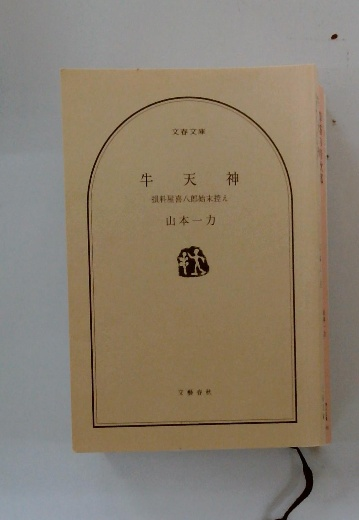 文春文庫
牛天神
損料屋喜八郎始末控え
山本一力
文藝春秋